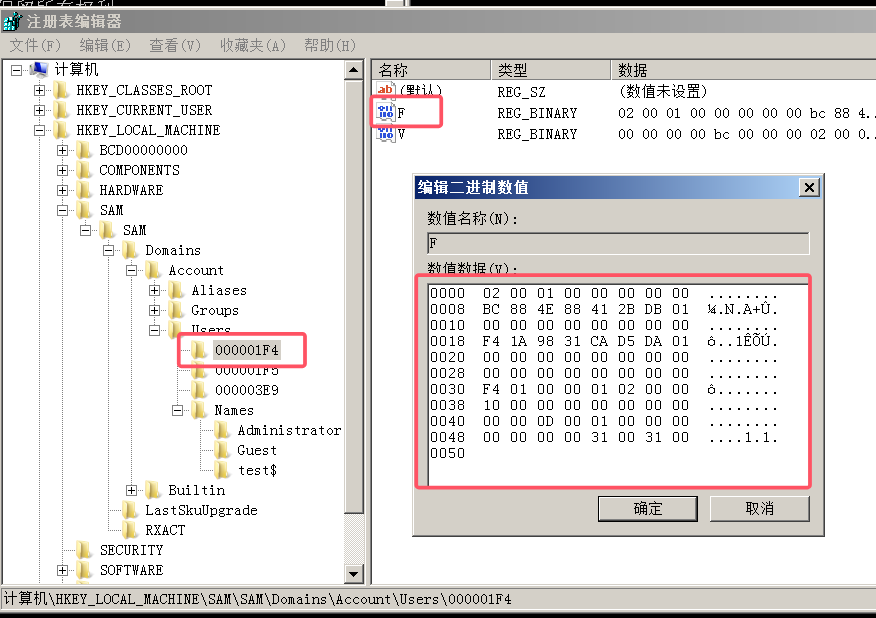 注册表编辑器
文件(F) 编辑(E) 查看(V) 收藏夹(A) 帮助(H)
计算机
HKEY_CLASSES_ROOT
HKEY_CURRENT_USER
HKEY_LOCAL_MACHINE
BCD00000000
COMPONENTS
HARDWARE
SAM
SAM
Domains
Account
Aliases
Groups
Users
000001F4
000001F5
000003E9
Names
Administrator
Guest
test$
Builtin
LastSkuUpgrade
RXACT
SECURITY
SOFTWARE
名称 类型 数据
ab (默认) REG_SZ (数值未设置)
F REG_BINARY 02 00 01 00 00 00 00 00 bc 88 4..
V REG_BINARY 00 00 00 00 bc 00 00 00 02 00 0..
编辑二进制数值
数值名称(N):
F
数值数据(V):
0000 02 00 01 00 00 00 00 00 ........
0008 BC 88 4E 88 41 2B DB 01 ¼.N.A+Û.
0010 00 00 00 00 00 00 00 00 ........
0018 F4 1A 98 31 CA D5 DA 01 ô..1ÊÕÚ.
0020 00 00 00 00 00 00 00 00 ........
0028 00 00 00 00 00 00 00 00 ........
0030 F4 01 00 00 01 02 00 00 ô.......
0038 10 00 00 00 00 00 00 00 ........
0040 00 00 0D 00 01 00 00 00 ........
0048 00 00 00 00 31 00 31 00 ....1.1.
0050
确定 取消
计算机\HKEY_LOCAL_MACHINE\SAM\SAM\Domains\Account\Users\000001F4